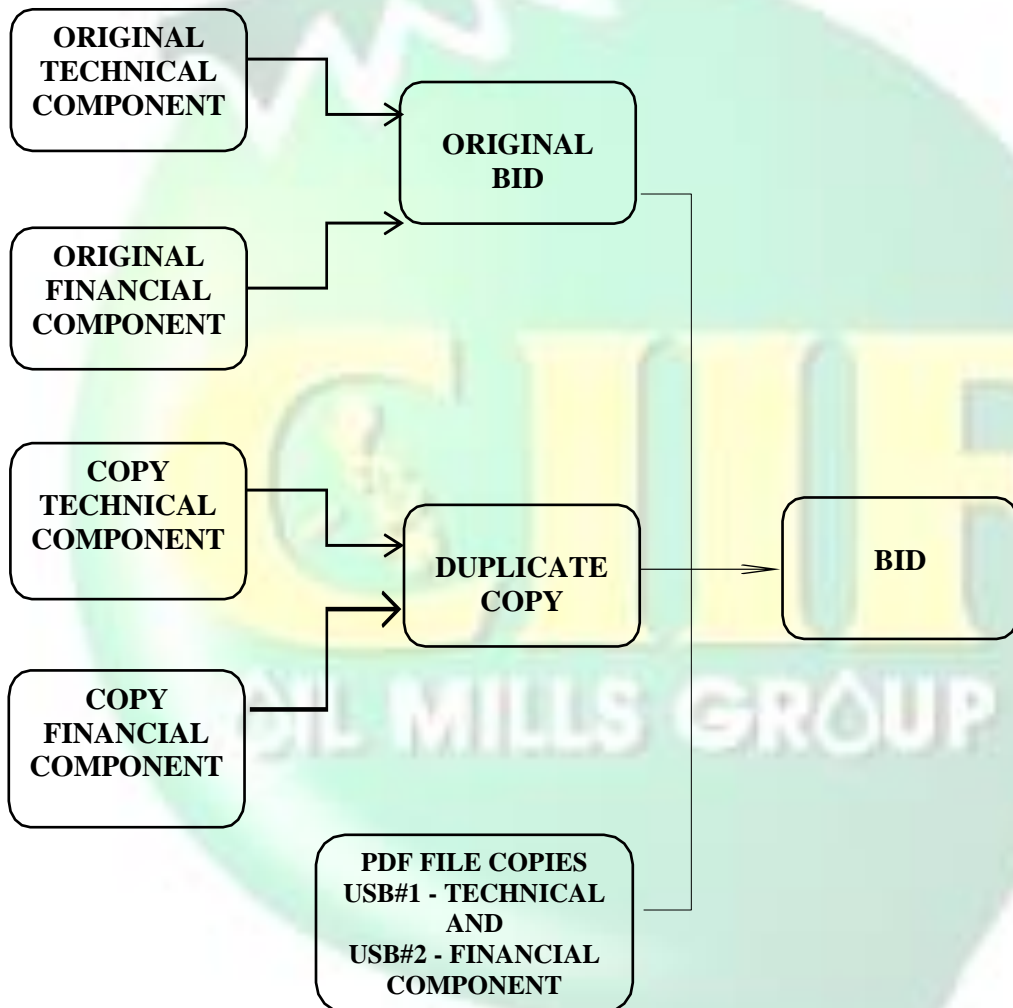 ORIGINAL
TECHNICAL
COMPONENT
ORIGINAL
BID
ORIGINAL
FINANCIAL
COMPONENT
COPY
TECHNICAL
COMPONENT
DUPLICATE
COPY
BID
COPY
FINANCIAL
COMPONENT
PDF FILE COPIES
USB#1 - TECHNICAL
AND
USB#2 - FINANCIAL
COMPONENT
CIIF
OIL MILLS GROUP